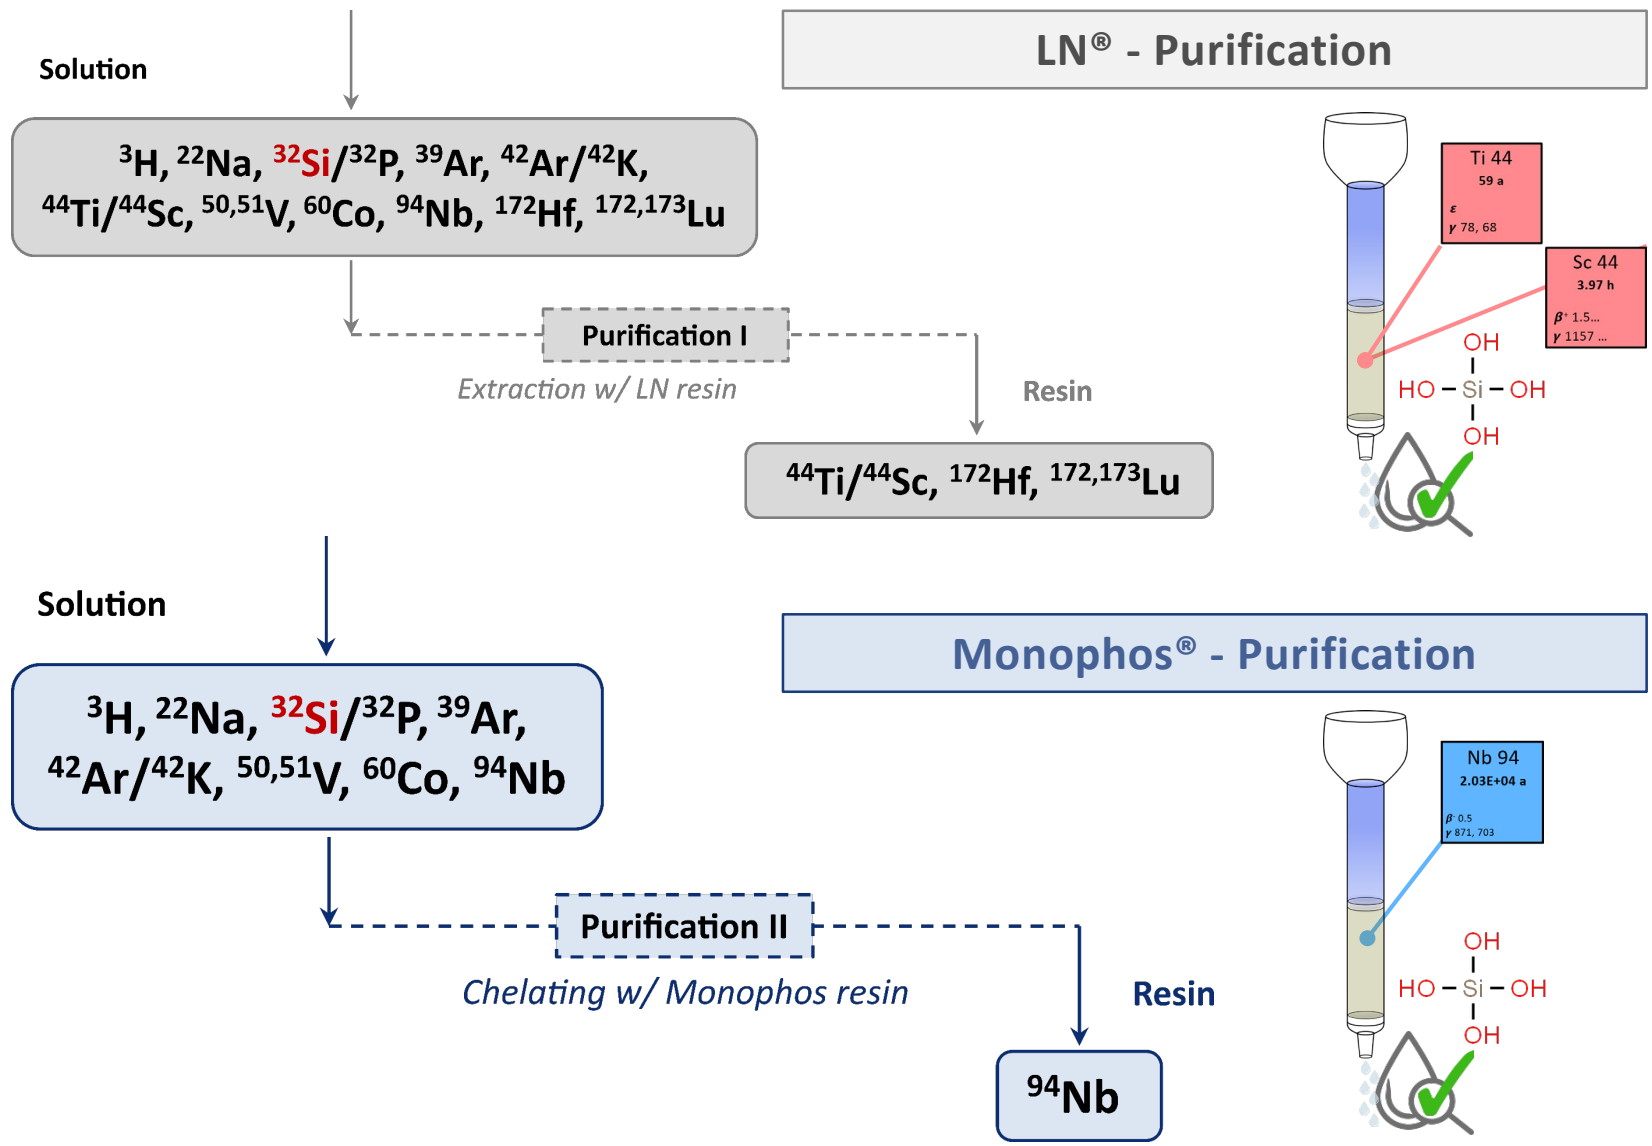 LN® - Purification
Solution
³H, ²²Na, ³²Si/³²P, ³⁹Ar, ⁴²Ar/⁴²K,
⁴⁴Ti/⁴⁴Sc, ⁵⁰,⁵¹V, ⁶⁰Co, ⁹⁴Nb, ¹⁷²Hf, ¹⁷²,¹⁷³Lu
Purification I
Extraction w/ LN resin
Resin
⁴⁴Ti/⁴⁴Sc, ¹⁷²Hf, ¹⁷²,¹⁷³Lu
Ti 44
59 a
ε
γ 78, 68
Sc 44
3.97 h
β⁺ 1.5...
γ 1157 ...
OH
HO Si OH
OH
Monophos® - Purification
Solution
³H, ²²Na, ³²Si/³²P, ³⁹Ar,
⁴²Ar/⁴²K, ⁵⁰,⁵¹V, ⁶⁰Co, ⁹⁴Nb
Purification II
Chelating w/ Monophos resin
Resin
⁹⁴Nb
Nb 94
2.03E+04 a
β⁻ 0.5
γ 871, 703
OH
HO Si OH
OH